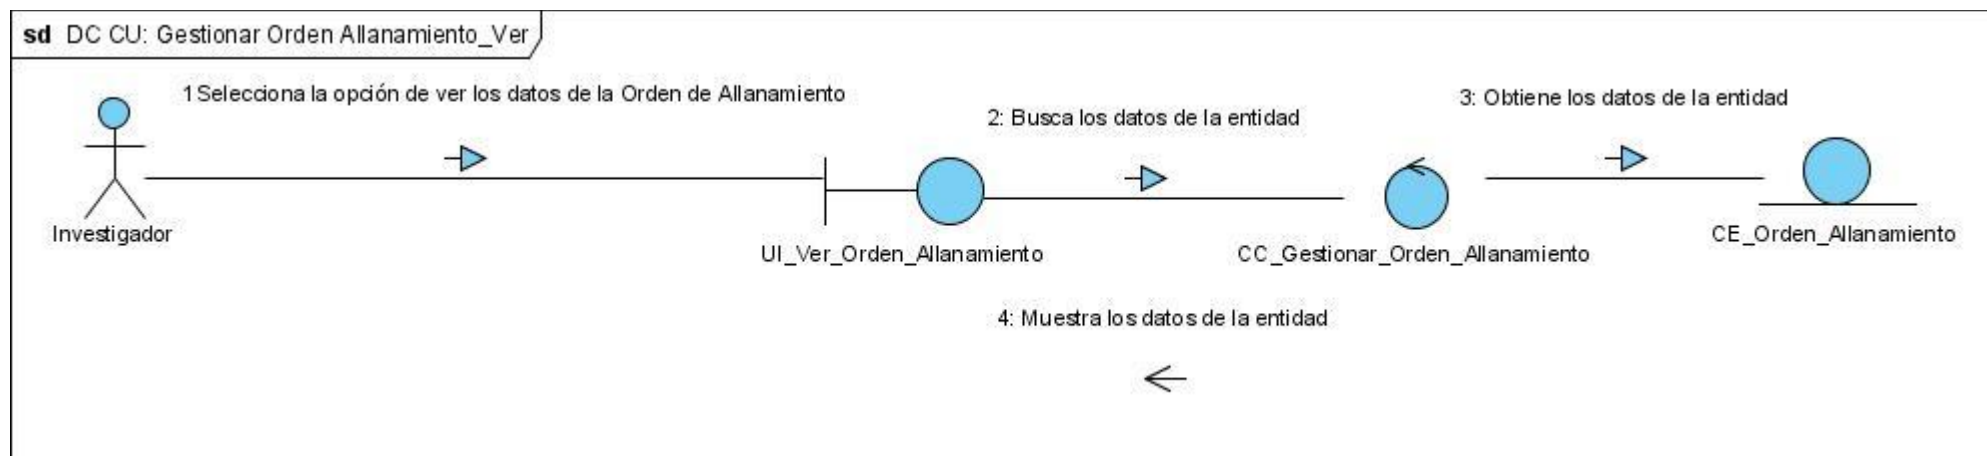 sd DC CU: Gestionar Orden Allanamiento_Ver
1Selecciona la opción de ver los datos de la Orden de Allanamiento
2: Busca los datos de la entidad
3: Obtiene los datos de la entidad
Investigador
UI_Ver_Orden_Allanamiento
CC_Gestionar_Orden_Allanamiento
CE_Orden_Allanamiento
4: Muestra los datos de la entidad